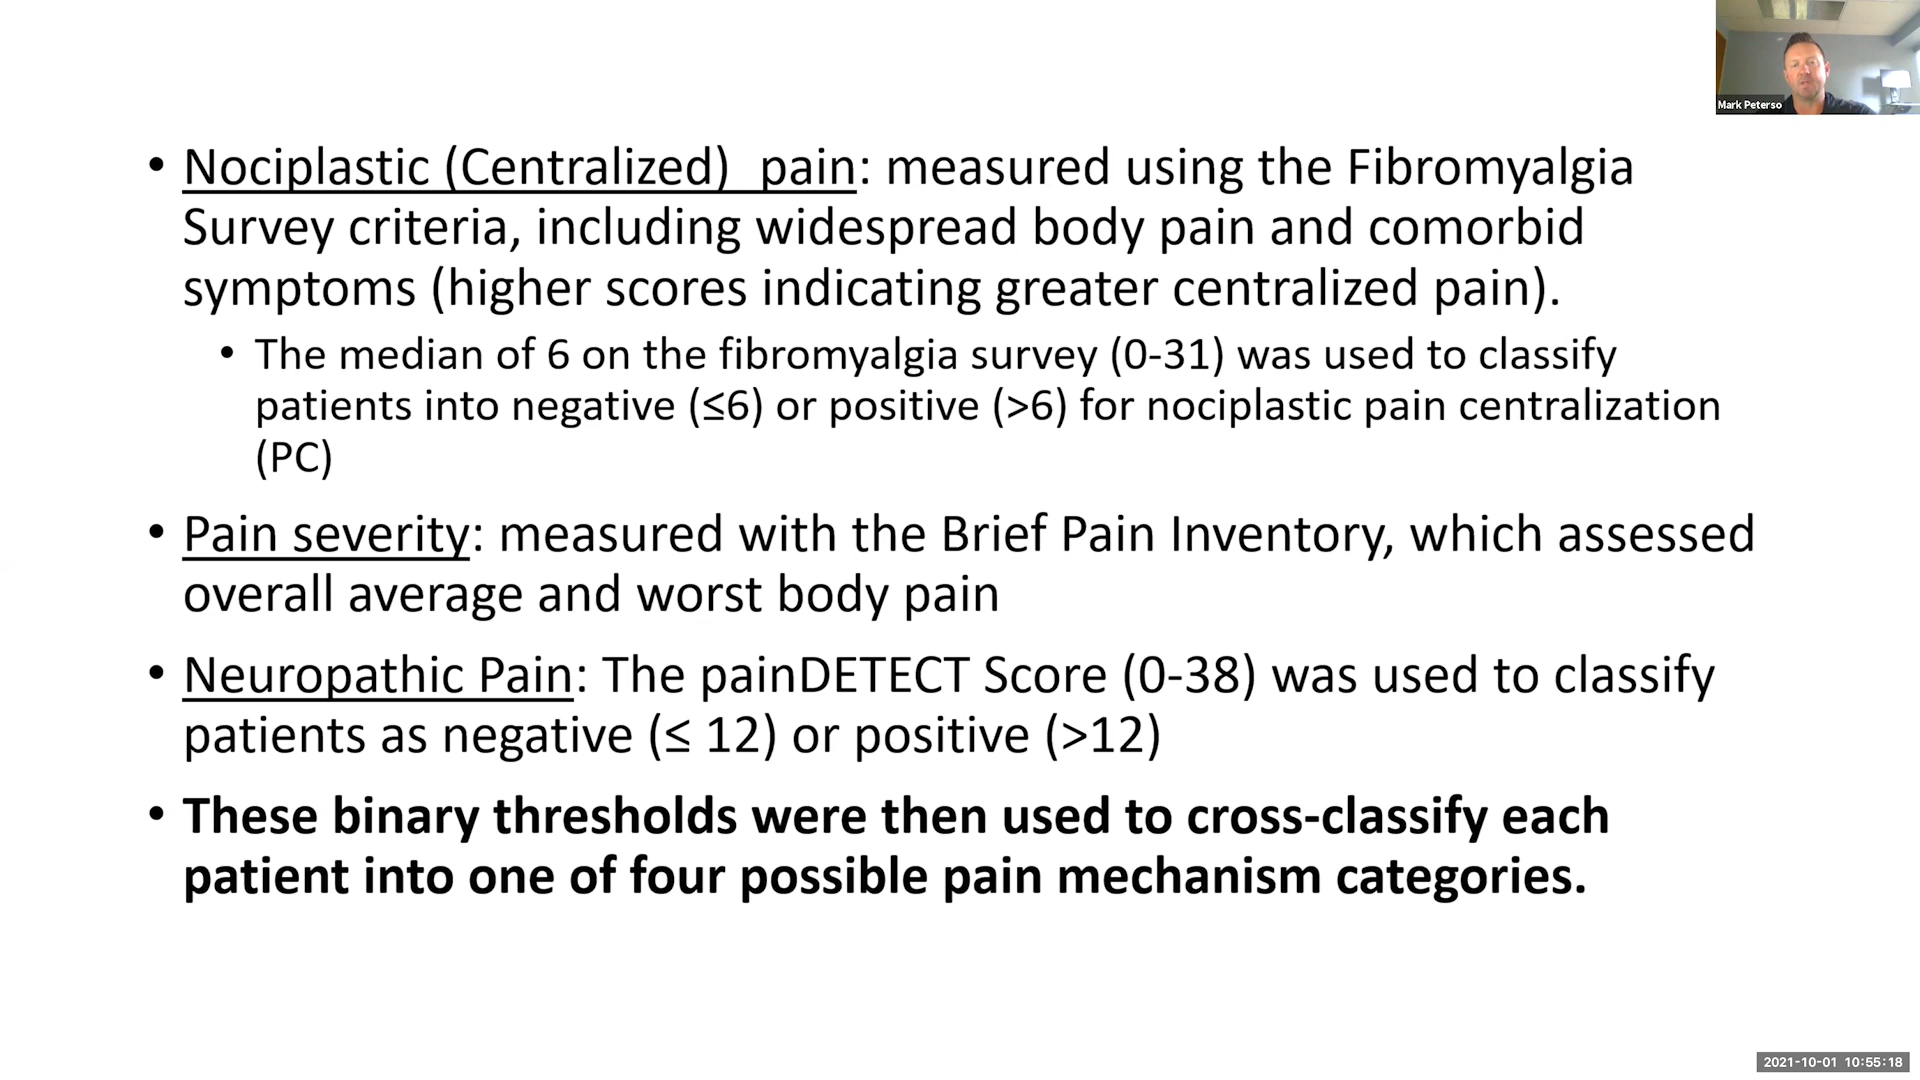 Mark Peterso
• Nociplastic (Centralized)  pain: measured using the Fibromyalgia
Survey criteria, including widespread body pain and comorbid
symptoms (higher scores indicating greater centralized pain).
• The median of 6 on the fibromyalgia survey (0-31) was used to classify
patients into negative (≤6) or positive (>6) for nociplastic pain centralization
(PC)
• Pain severity: measured with the Brief Pain Inventory, which assessed
overall average and worst body pain
• Neuropathic Pain: The painDETECT Score (0-38) was used to classify
patients as negative (≤ 12) or positive (>12)
• These binary thresholds were then used to cross-classify each
patient into one of four possible pain mechanism categories.
2021-10-01 10:55:18